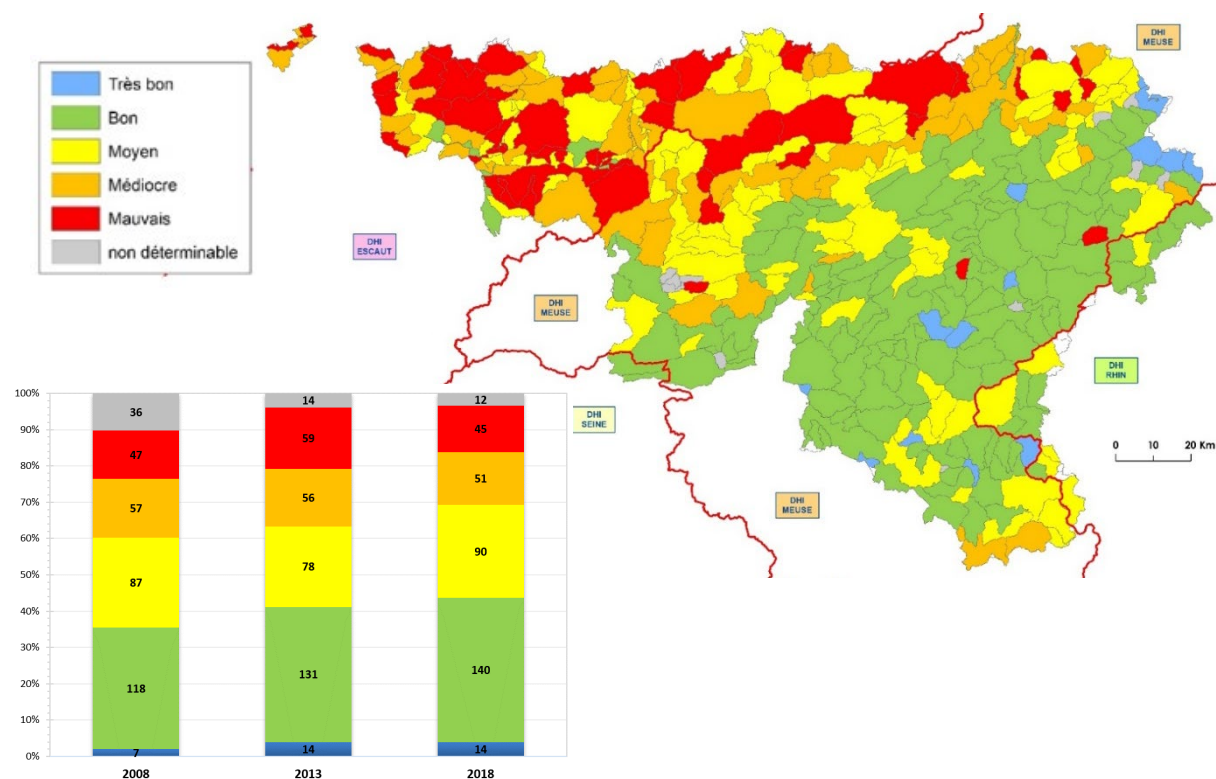 Très bon
Bon
Moyen
Médiocre
Mauvais
non déterminable
DHI
MEUSE
DHI
ESCAUT
DHI
MEUSE
DHI
RHIN
DHI
SEINE
DHI
MEUSE
0 10 20 Km
100%
90%
80%
70%
60%
50%
40%
30%
20%
10%
0%
36
47
57
87
118
7
14
59
56
78
131
14
12
45
51
90
140
14
2008
2013
2018